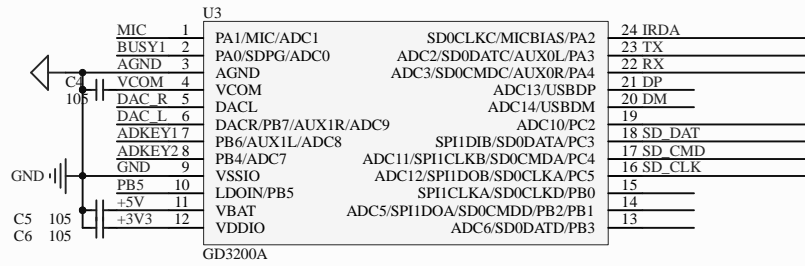 U3
MIC 1 PA1/MIC/ADC1 SD0CLKC/MICBIAS/PA2 24 IRDA
BUSY1 2 PA0/SDPG/ADC0 ADC2/SD0DATC/AUX0L/PA3 23 TX
AGND 3 AGND ADC3/SD0CMDC/AUX0R/PA4 22 RX
C4 VCOM 4 VCOM ADC13/USBDP 21 DP
105 DAC_R 5 DACL ADC14/USBDM 20 DM
DAC_L 6 DACR/PB7/AUX1R/ADC9 ADC10/PC2 19
ADKEY1 7 PB6/AUX1L/ADC8 SPI1DIB/SD0DATA/PC3 18 SD_DAT
ADKEY2 8 PB4/ADC7 ADC11/SPI1CLKB/SD0CMDA/PC4 17 SD_CMD
GND GND 9 VSSIO ADC12/SPI1DOB/SD0CLKA/PC5 16 SD_CLK
PB5 10 LDOIN/PB5 SPI1CLKA/SD0CLKD/PB0 15
C5 105 +5V 11 VBAT ADC5/SPI1DOA/SD0CMDD/PB2/PB1 14
C6 105 +3V3 12 VDDIO ADC6/SD0DATD/PB3 13
GD3200A